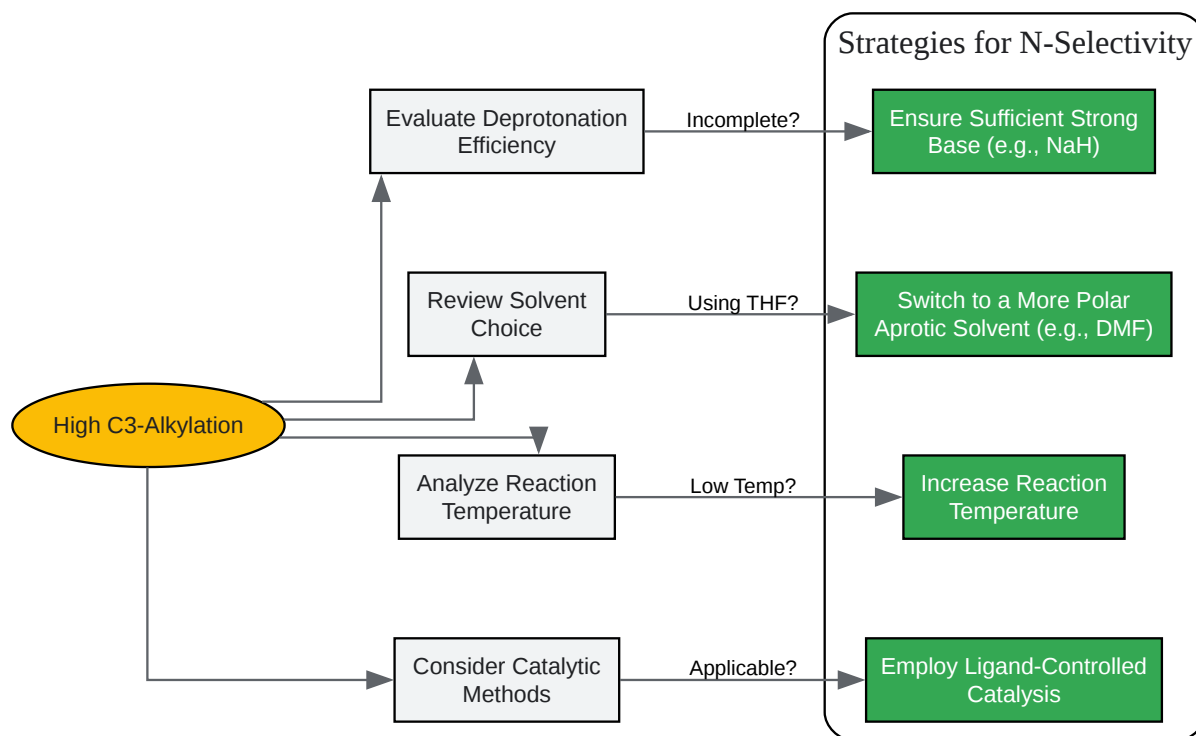 Strategies for N-Selectivity
Evaluate Deprotonation
Efficiency
Incomplete?
Ensure Sufficient Strong
Base (e.g., NaH)
Review Solvent
Choice
Using THF?
Switch to a More Polar
Aprotic Solvent (e.g., DMF)
High C3-Alkylation
Analyze Reaction
Temperature
Low Temp?
Increase Reaction
Temperature
Consider Catalytic
Methods
Applicable?
Employ Ligand-Controlled
Catalysis